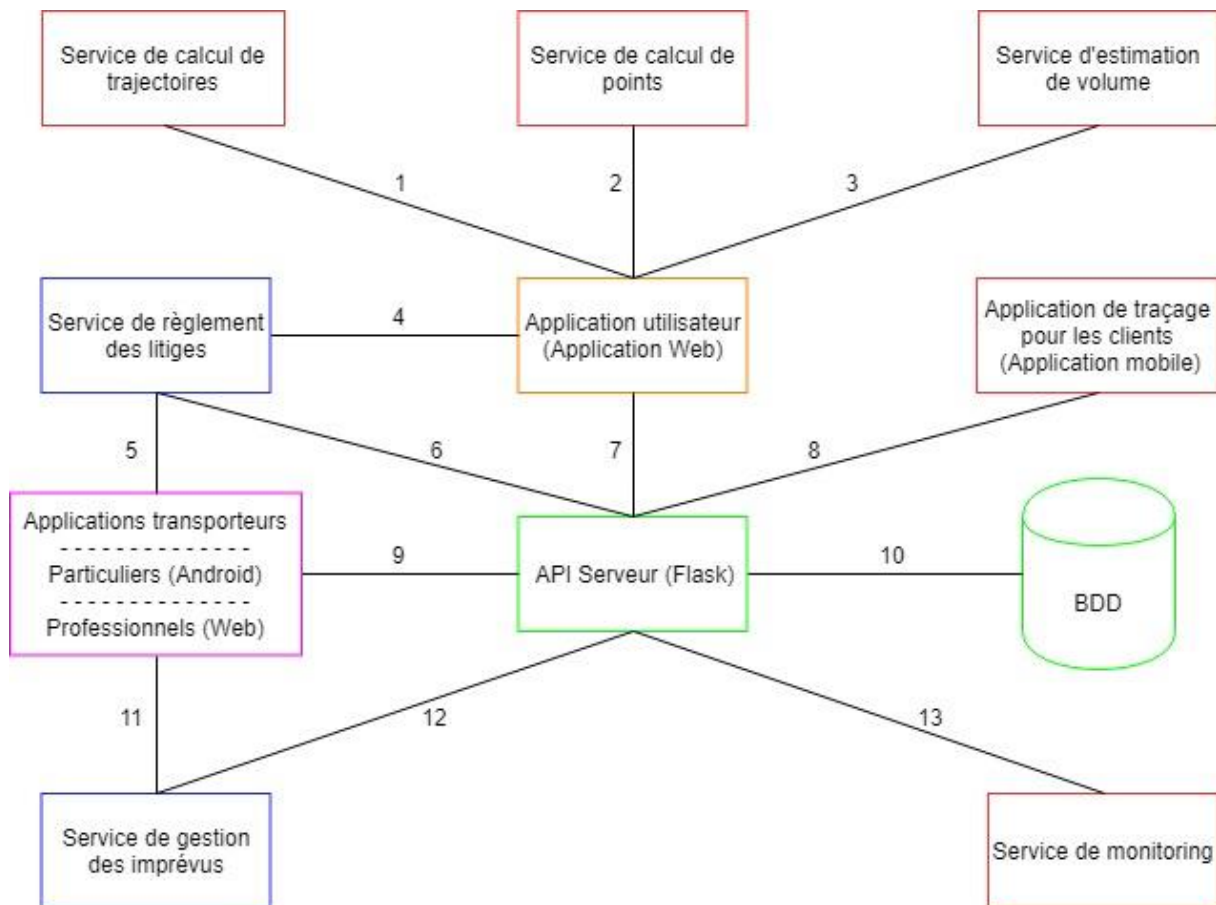 Service de calcul de
trajectoires
Service de calcul de
points
Service d'estimation
de volume
1
2
3
Service de règlement
des litiges
4
Application utilisateur
(Application Web)
Application de traçage
pour les clients
(Application mobile)
5
6
7
8
Applications transporteurs
Particuliers (Android)
Professionnels (Web)
9
API Serveur (Flask)
10
BDD
11
12
13
Service de gestion
des imprévus
Service de monitoring